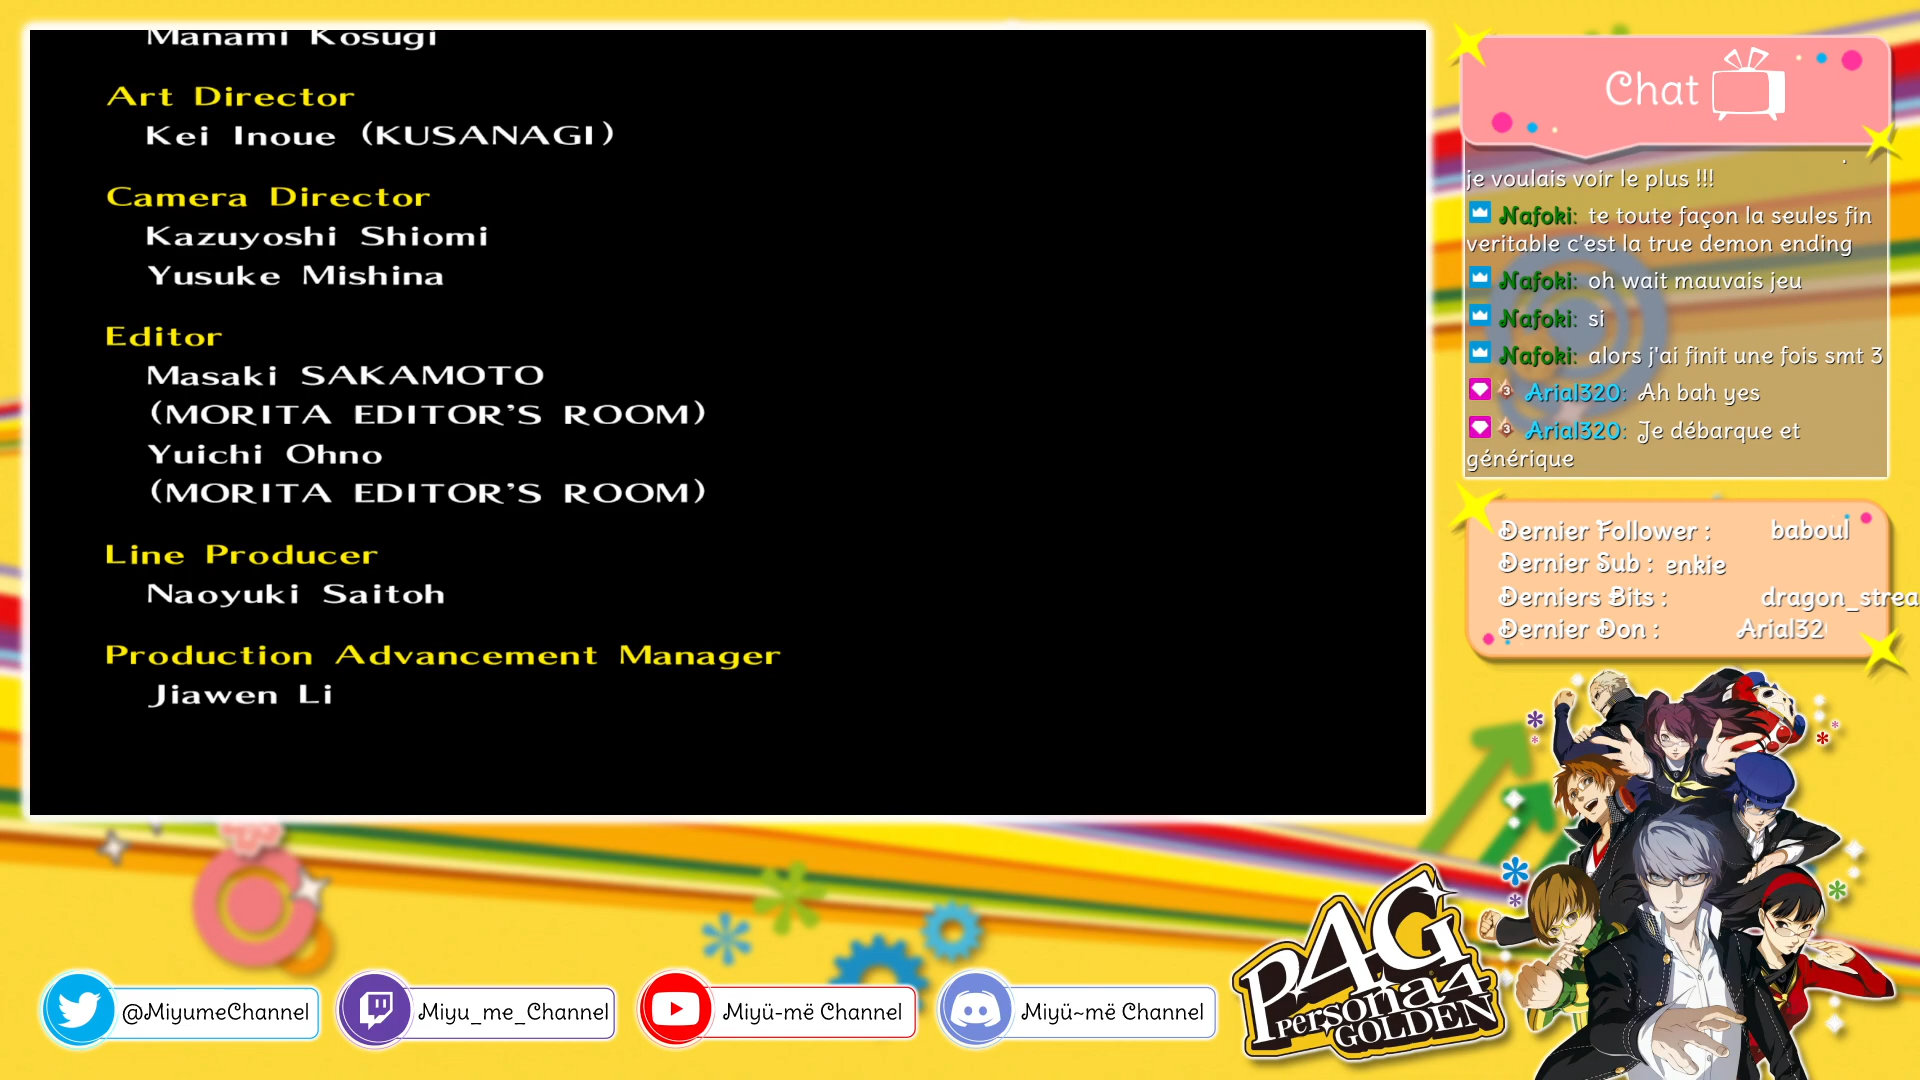 Manami Kosugi
Art Director
Kei Inoue (KUSANAGI)
Camera Director
Kazuyoshi Shiomi
Yusuke Mishina
Editor
Masaki SAKAMOTO
(MORITA EDITOR'S ROOM)
Yuichi Ohno
(MORITA EDITOR'S ROOM)
Line Producer
Naoyuki Saitoh
Production Advancement Manager
Jiawen Li
Chat
je voulais voir le plus !!!
Nafoki: te toute façon la seules fin
veritable c'est la true demon ending
Nafoki: oh wait mauvais jeu
Nafoki: si
Nafoki: alors j'ai finit une fois smt 3
3 Arial320: Ah bah yes
3 Arial320: Je débarque et
générique
Dernier Follower : baboul
Dernier Sub : enkie
Derniers Bits : dragon_strea
Dernier Don : Arial32
@MiyumeChannel
Miyu_me_Channel
Miyü-më Channel
Miyü~më Channel
P4G
Persona 4
GOLDEN